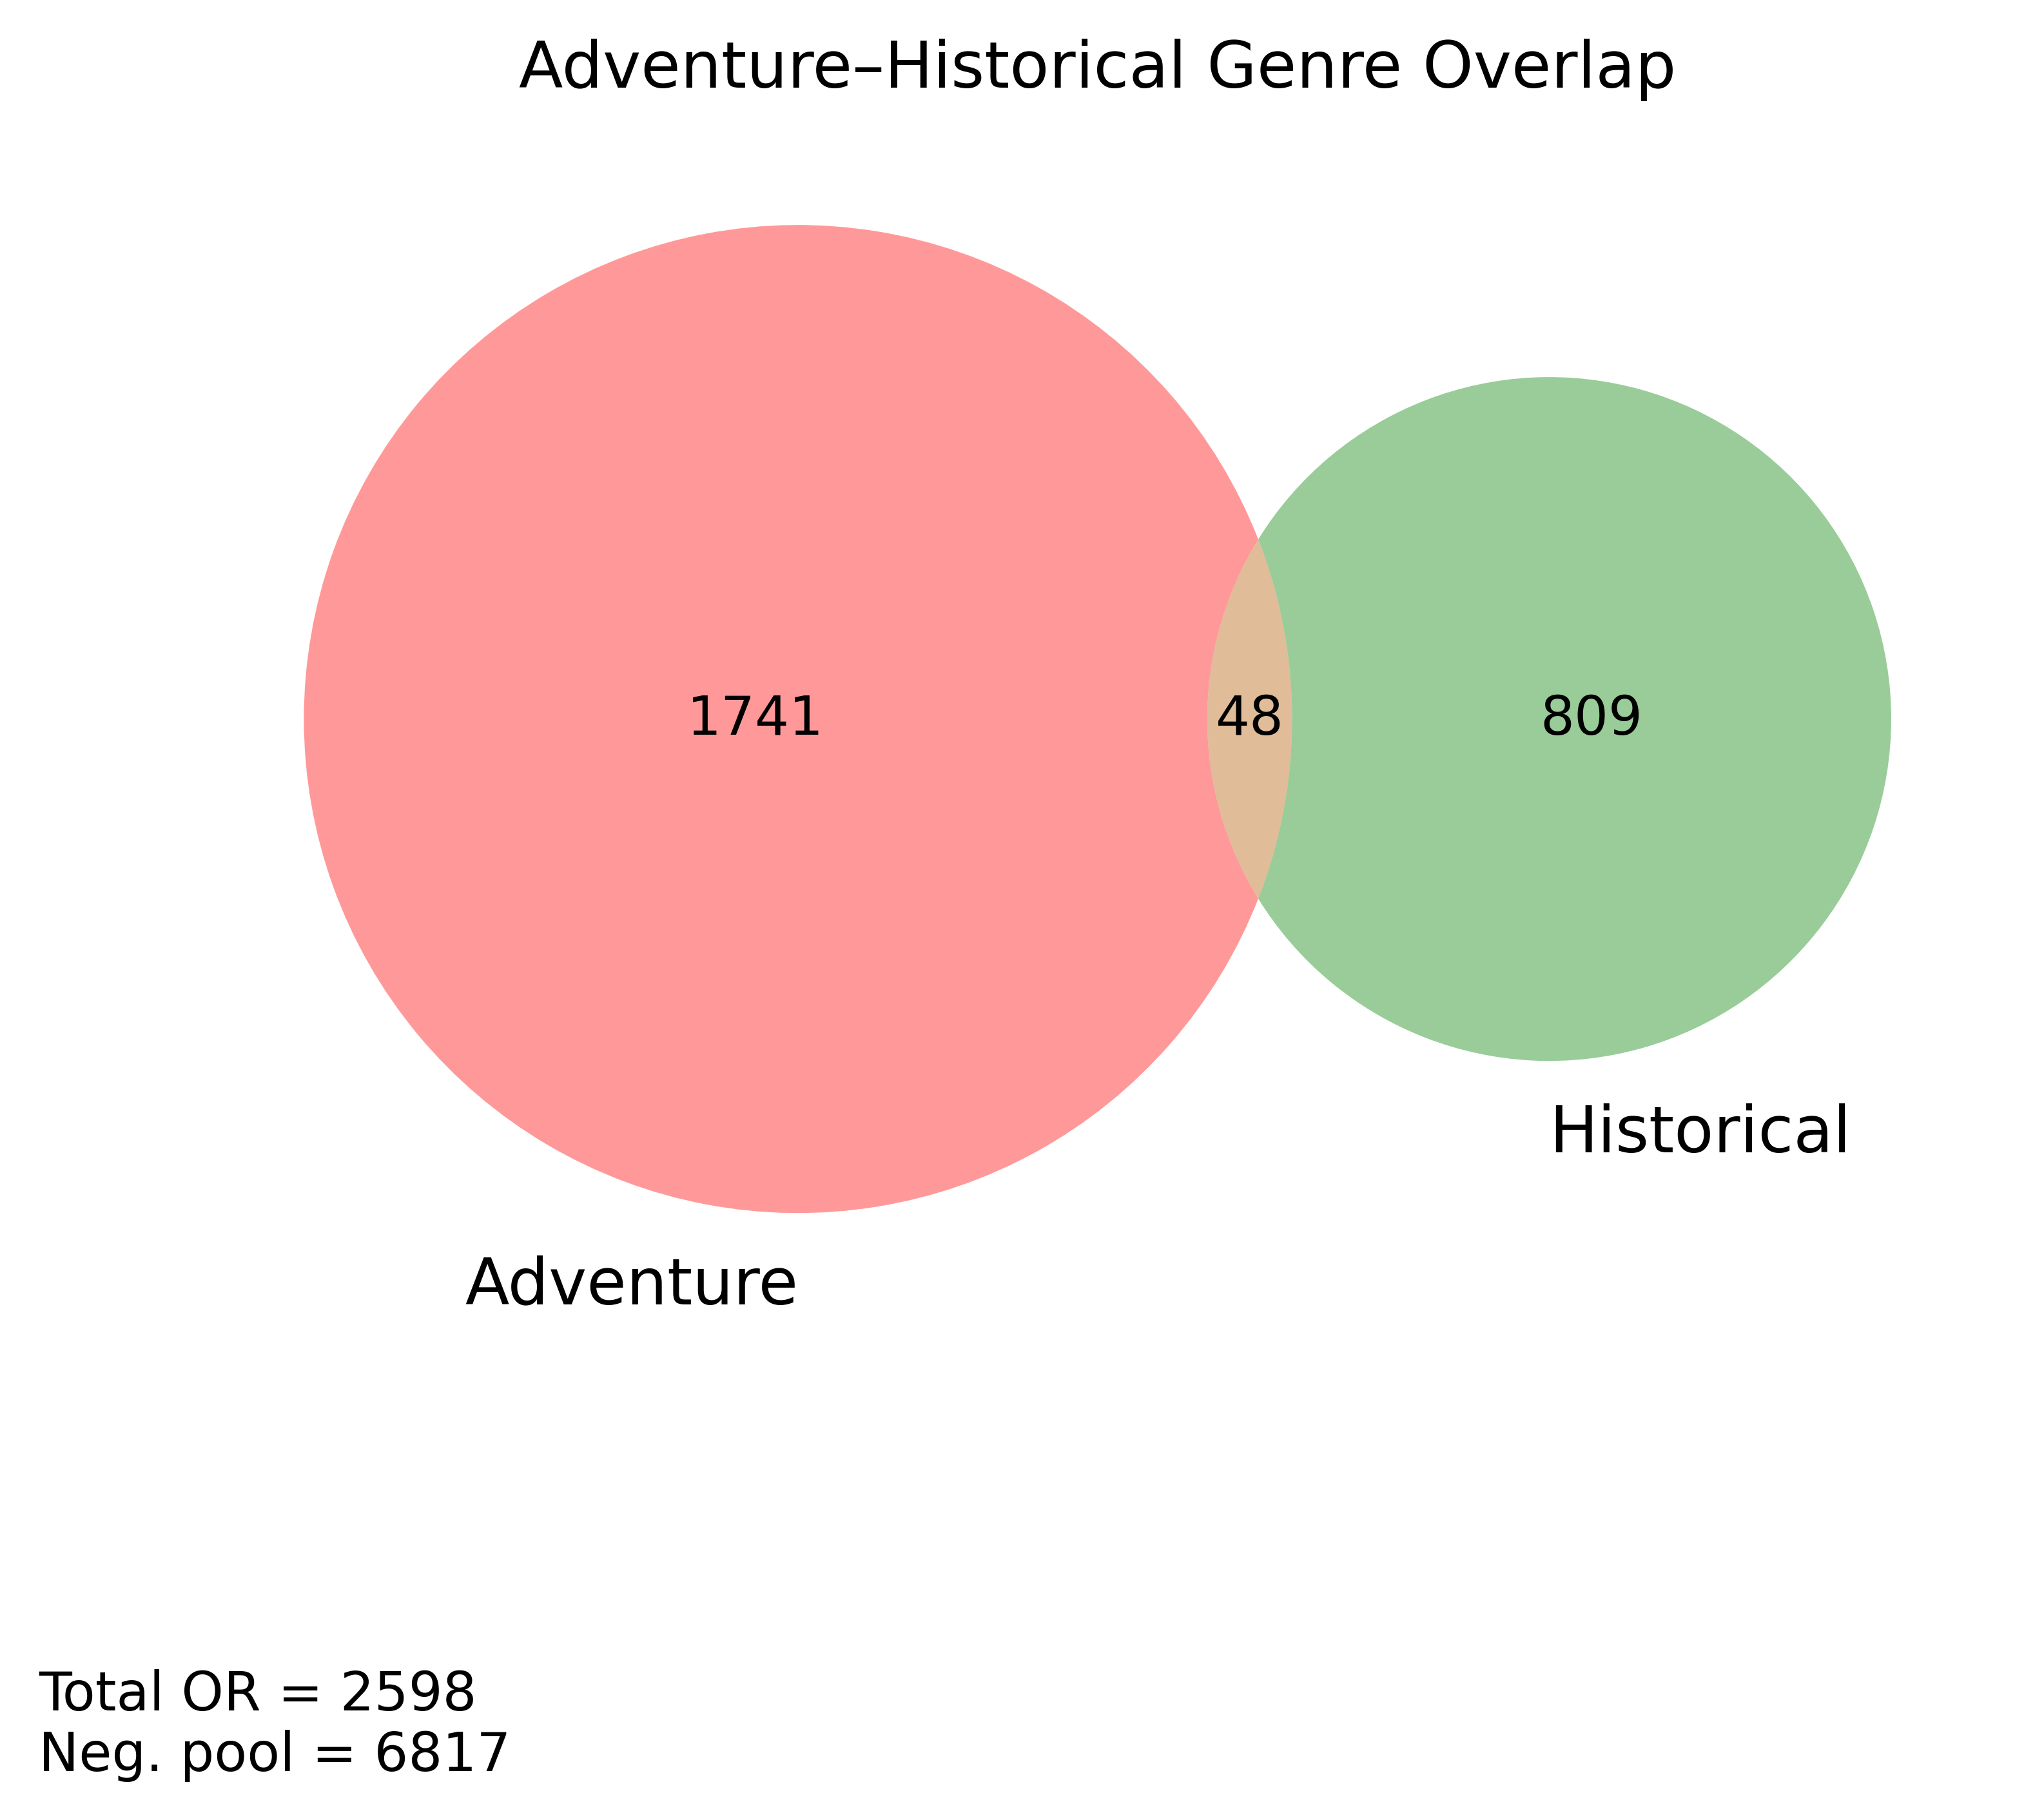 Adventure–Historical Genre Overlap
1741
48
809
Historical
Adventure
Total OR = 2598
Neg. pool = 6817